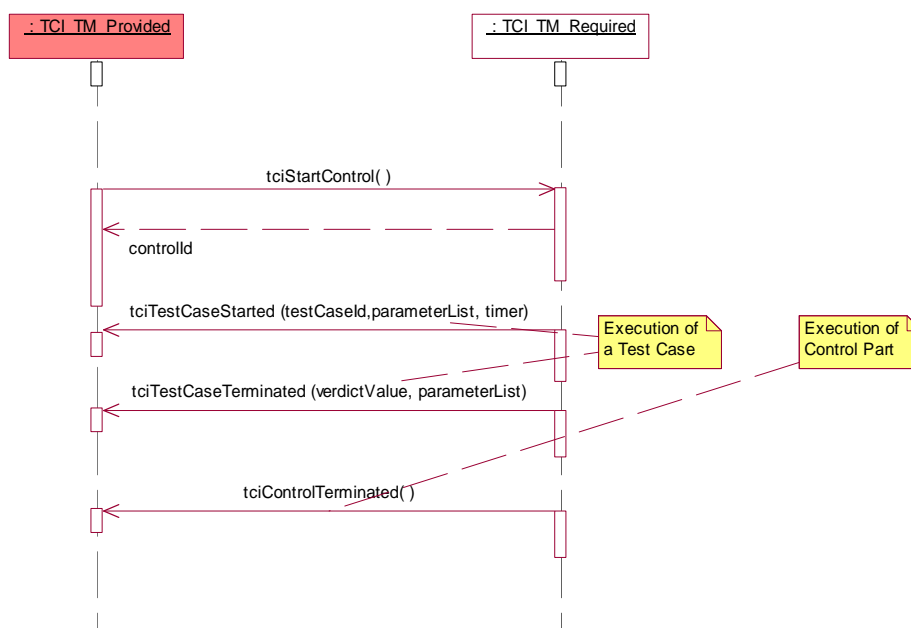 : TCI_TM_Provided
: TCI_TM_Required
tciStartControl( )
controlId
tciTestCaseStarted (testCaseId,parameterList, timer)
Execution of
a Test Case
Execution of
Control Part
tciTestCaseTerminated (verdictValue, parameterList)
tciControlTerminated( )